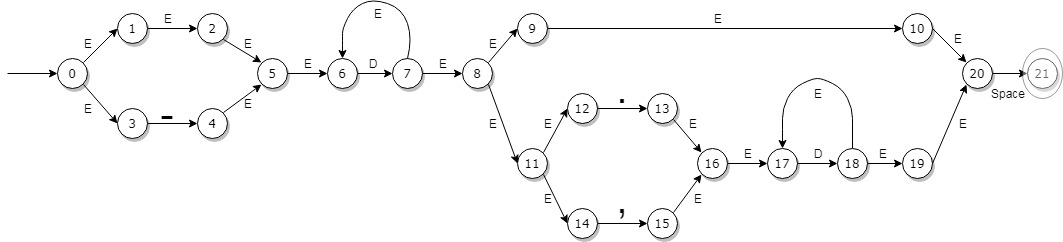 E
1 E 2 E 9 E 10
E E E E
0 5 E 6 D 7 E 8 20 21
Space
E E
3 - 4
E 12 . 13 E
E
11 16 E 17 D 18 E 19 E
E
E 14 , 15 E